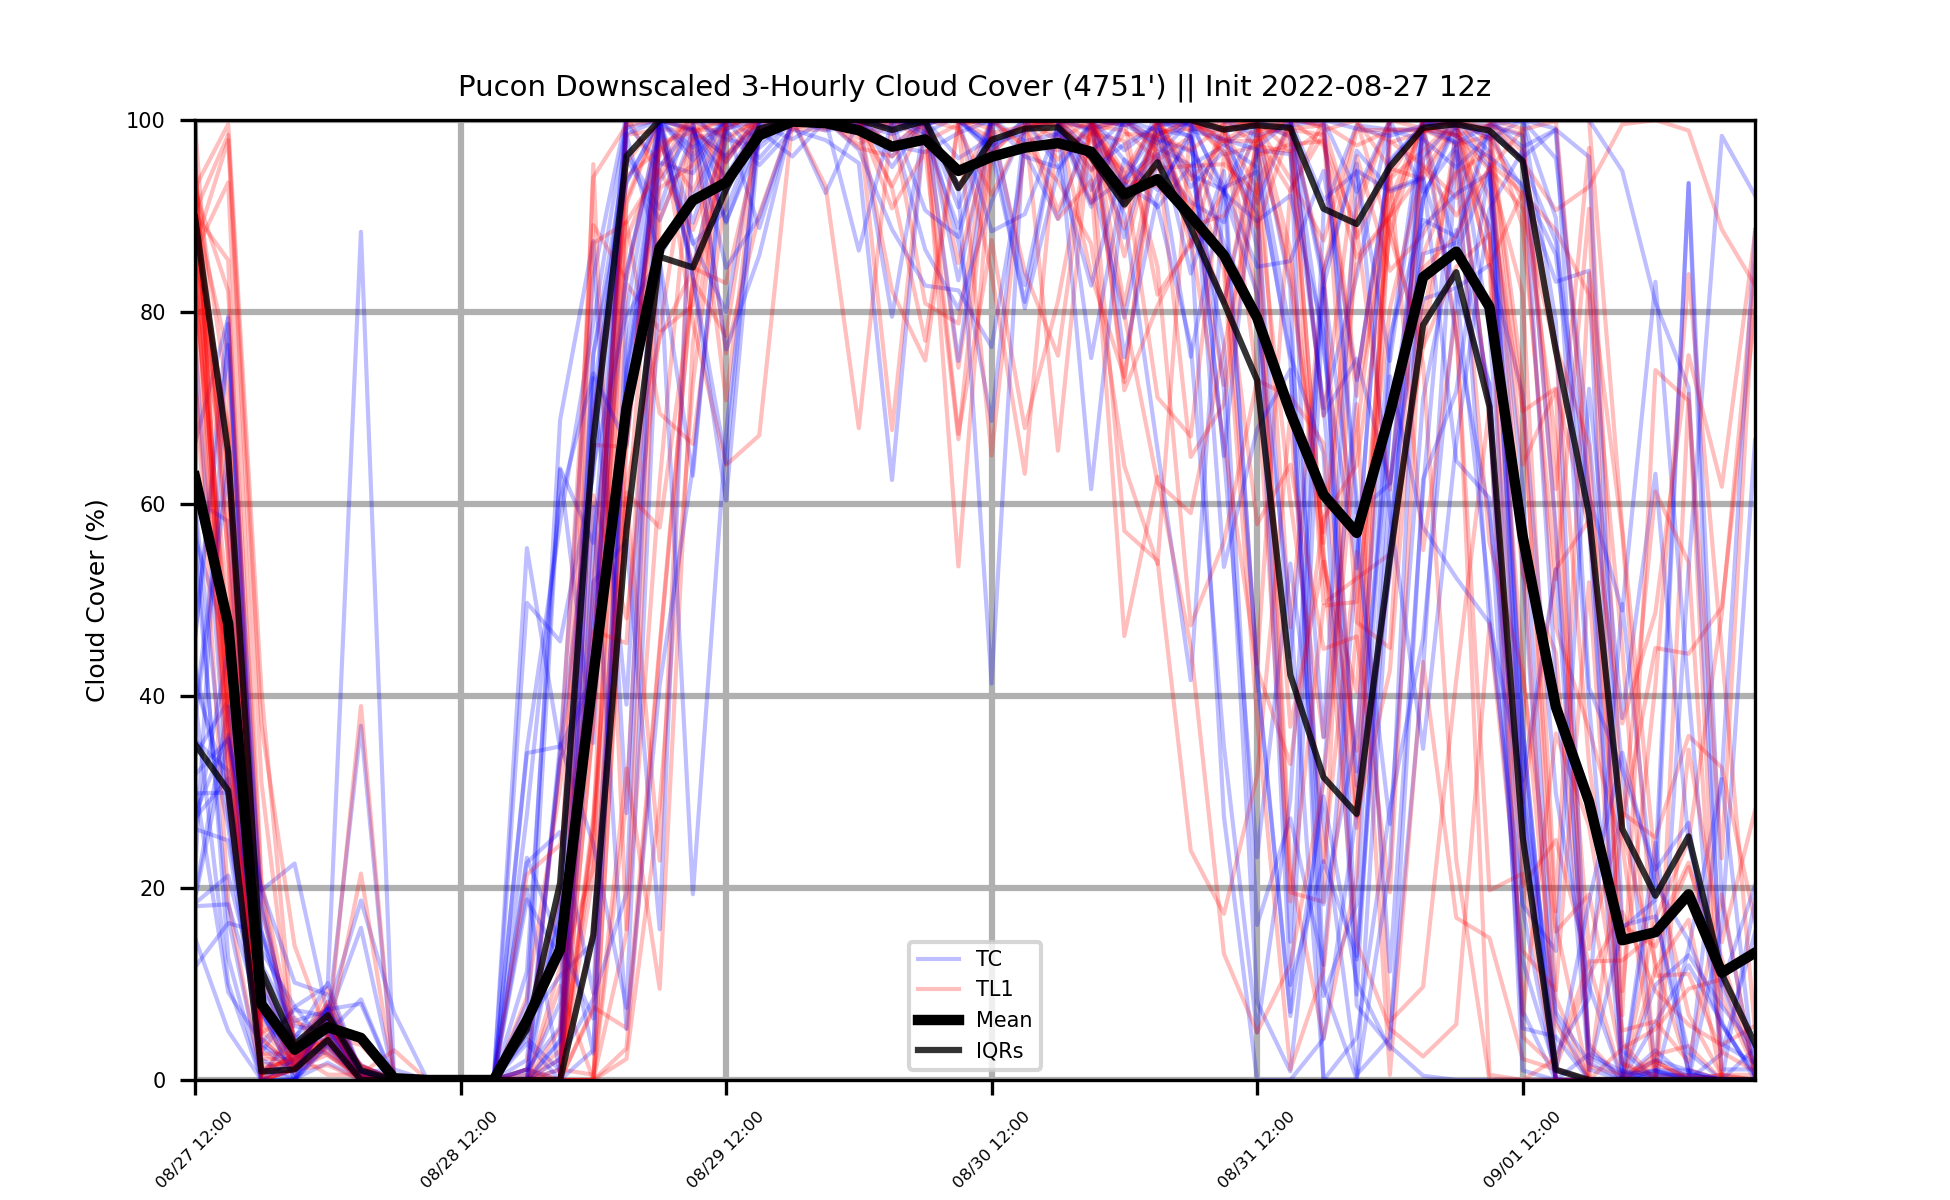 Pucon Downscaled 3-Hourly Cloud Cover (4751') || Init 2022-08-27 12z
Cloud Cover (%)
100
80
60
40
20
0
TC
TL1
Mean
IQRs
08/27 12:00
08/28 12:00
08/29 12:00
08/30 12:00
08/31 12:00
09/01 12:00